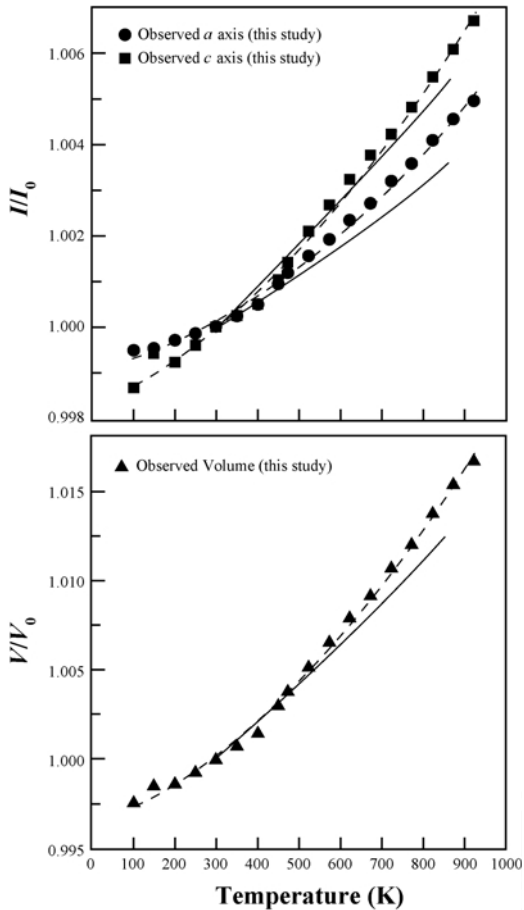 Observed a axis (this study)
Observed c axis (this study)
1.006
1.004
1.002
1.000
0.998
I/I0
Observed Volume (this study)
1.015
1.010
1.005
1.000
0.995
V/V0
0 100 200 300 400 500 600 700 800 900 1000
Temperature (K)